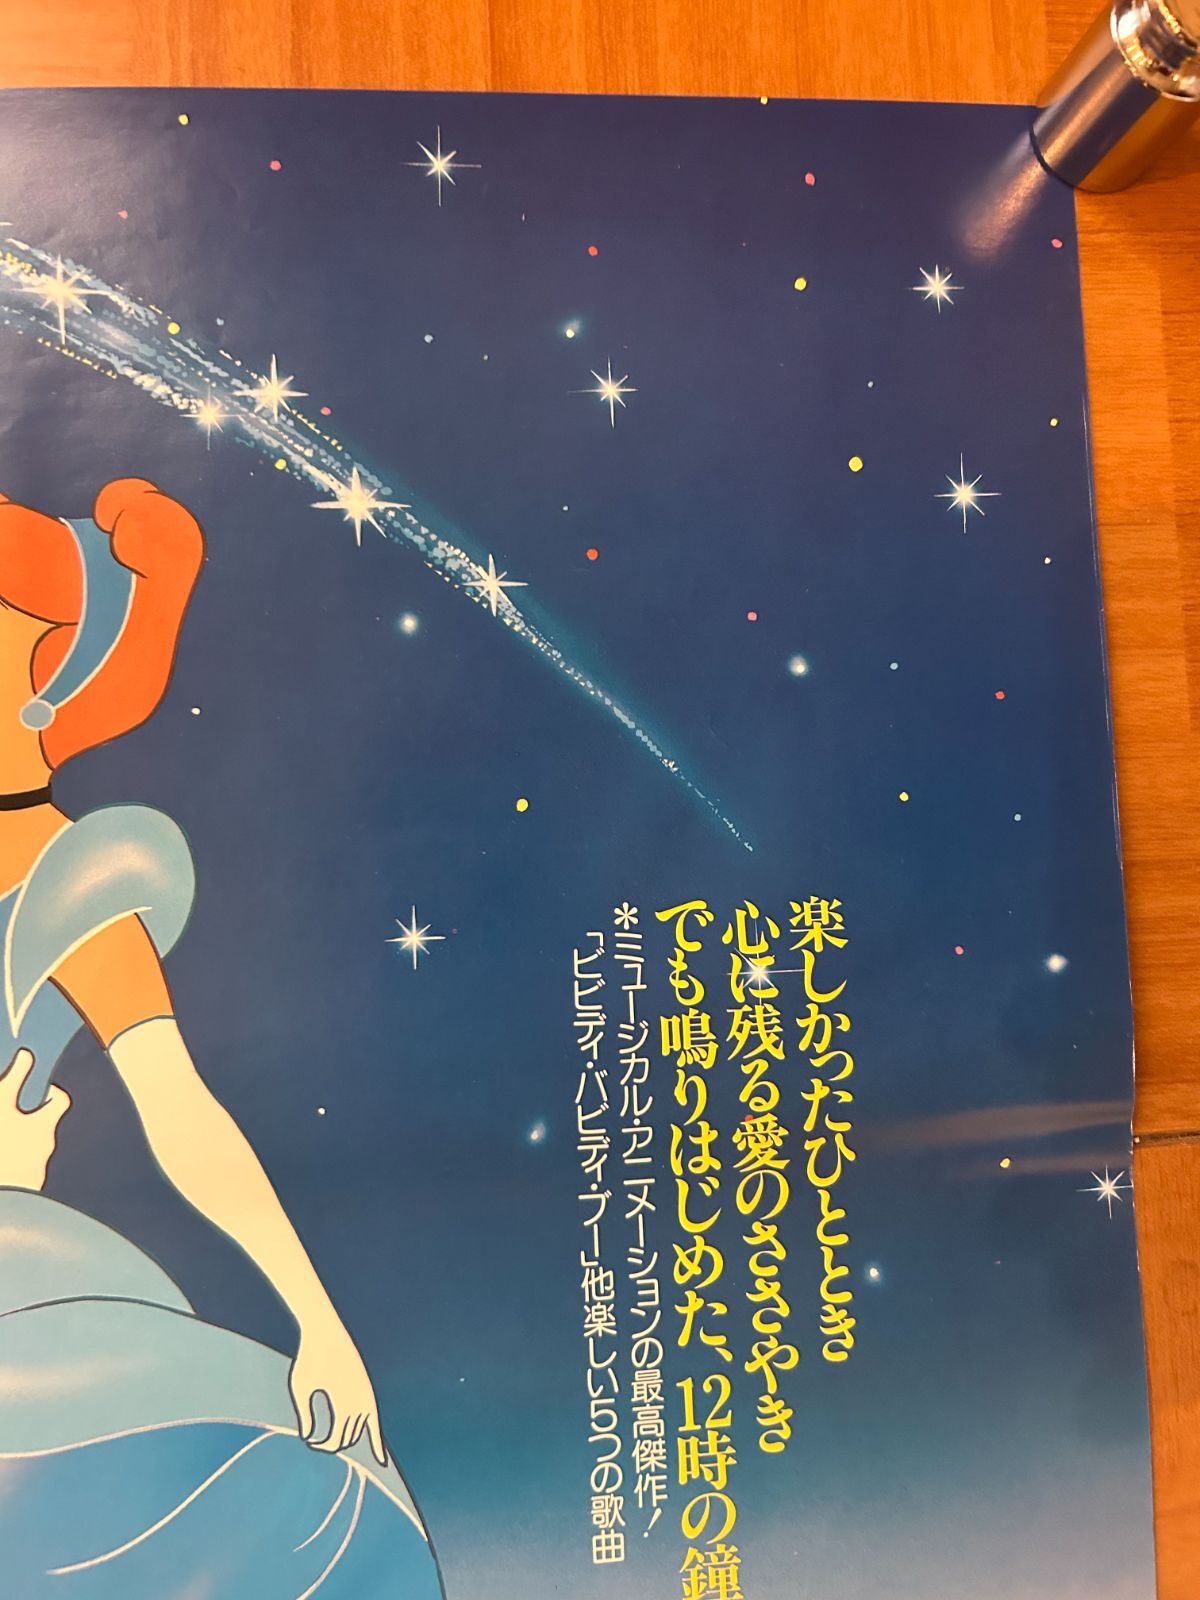 楽しかったひととき
心に残る愛のささやき
でも鳴りはじめた、12時の鐘
＊ミュージカル・アニメーションの最高傑作！
「ビビディ・バビディ・ブー」他楽しい5つの歌曲